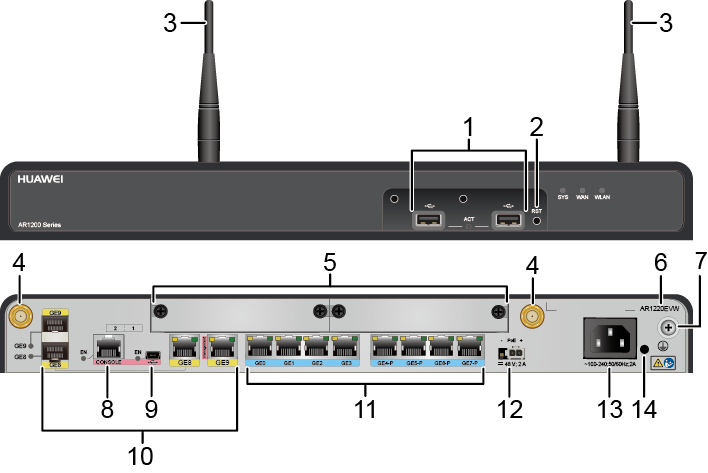 3
3
1
2
HUAWEI
AR1200 Series
ACT
RST
SYS WAN WLAN
4
5
4
6
7
AR1220EVW
GE9
2 1
GE9
GE8
GE8
EN
CONSOLE
EN
GE8
GE9
GE0 GE1 GE2 GE3
GE4-P GE5-P GE6-P GE7-P
- PoE +
48 V; 2 A
~100-240;50/60Hz;2A
8
9
10
11
12
13
14